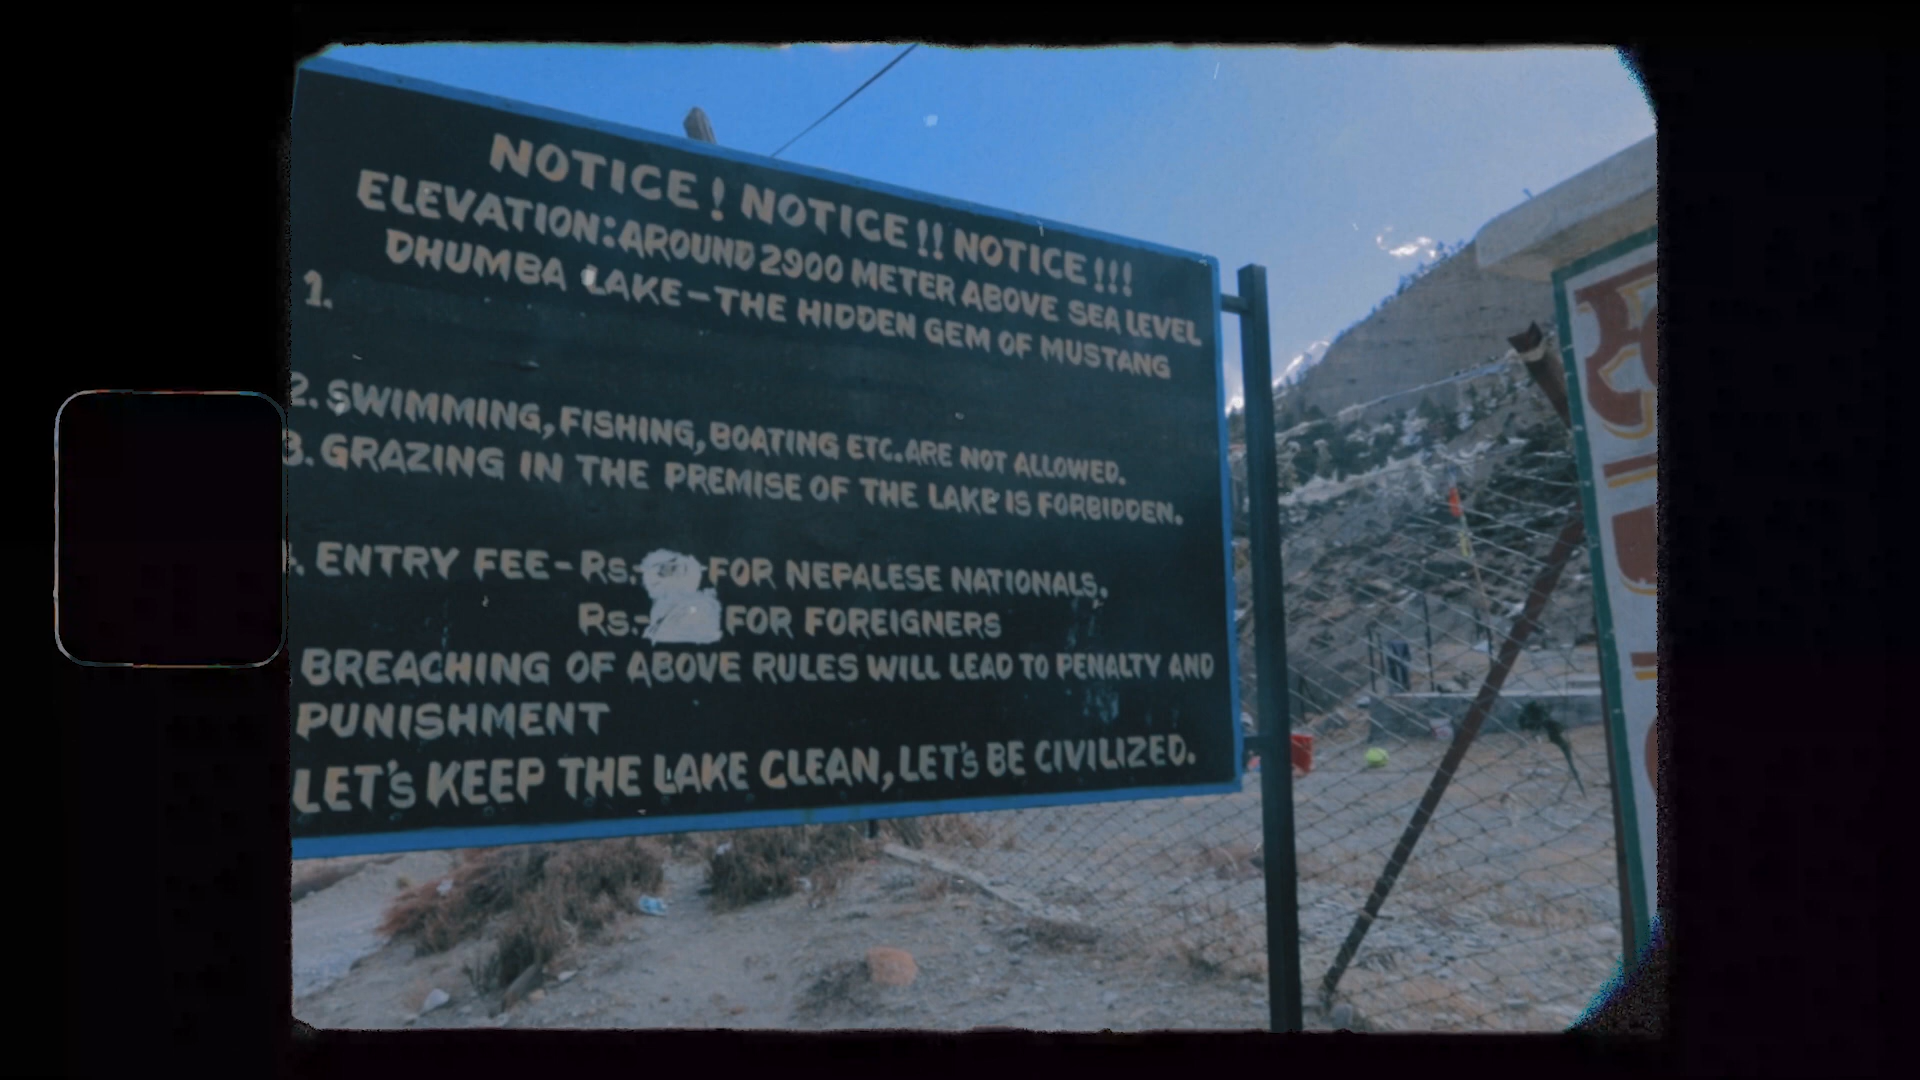 NOTICE! NOTICE!! NOTICE!!!
ELEVATION: AROUND 2900 METER ABOVE SEA LEVEL
DHUMBA LAKE - THE HIDDEN GEM OF MUSTANG
1.
2. SWIMMING, FISHING, BOATING ETC. ARE NOT ALLOWED.
3. GRAZING IN THE PREMISE OF THE LAKE IS FORBIDDEN.
. ENTRY FEE - Rs.- FOR NEPALESE NATIONALS.
Rs.- FOR FOREIGNERS
BREACHING OF ABOVE RULES WILL LEAD TO PENALTY AND
PUNISHMENT
LET's KEEP THE LAKE CLEAN, LET's BE CIVILIZED.